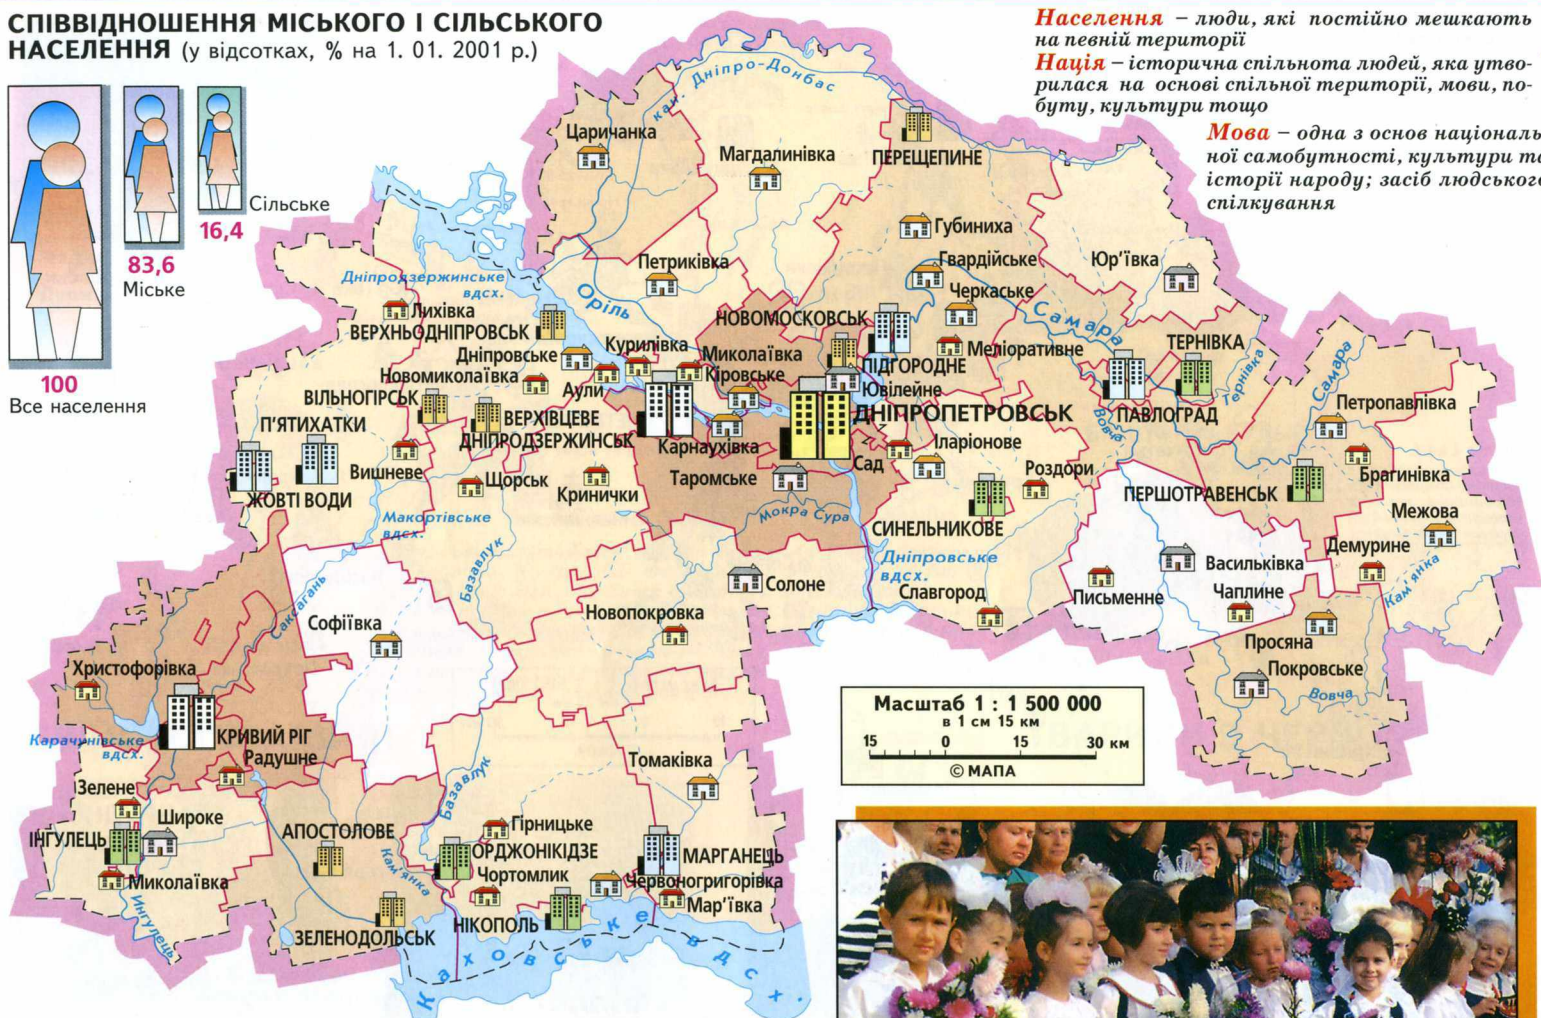 СПІВВІДНОШЕННЯ МІСЬКОГО І СІЛЬСЬКОГО
НАСЕЛЕННЯ (у відсотках, % на 1. 01. 2001 р.)
Сільське
16,4
83,6
Міське
100
Все населення
Населення – люди, які постійно мешкають
на певній території
Нація – історична спільнота людей, яка утво-
рилася на основі спільної території, мови, по-
буту, культури тощо
Мова – одна з основ національ
ної самобутності, культури та
історії народу; засіб людського
спілкування
кан. Дніпро-Донбас
Царичанка
Магдалинівка
ПЕРЕЩЕПИНЕ
Губиниха
Петриківка
Гвардійське
Юр'ївка
Дніпродзержинське
вдсх.
Оріль
Черкаське
Самара
Лихівка
НОВОМОСКОВСЬК
ВЕРХНЬОДНІПРОВСЬК
Курилівка
Миколаївка
Меліоративне
ТЕРНІВКА
Тернівка
Самара
Дніпровське
ПІДГОРОДНЕ
Новомиколаївка
Кіровське
Аули
Ювілейне
ВІЛЬНОГІРСЬК
ПАВЛОГРАД
Петропавлівка
ВЕРХІВЦЕВЕ
ДНІПРОПЕТРОВСЬК
Вовча
П'ЯТИХАТКИ
ДНІПРОДЗЕРЖИНСЬК
Карнаухівка
Іларіонове
Вишневе
Щорськ
Таромське
Сад
Роздори
Брагинівка
Кринички
ПЕРШОТРАВЕНСЬК
ЖОВТІ ВОДИ
Мокра Сура
СИНЕЛЬНИКОВЕ
Межова
Макортівське
вдсх.
Базавлук
Дніпровське
вдсх.
Демурине
Васильківка
Кам'янка
Саксагань
Солоне
Славгород
Письменне
Чаплине
Софіївка
Новопокровка
Просяна
Христофорівка
Покровське
Вовча
КРИВИЙ РІГ
Карачунівське
вдсх.
Радушне
Масштаб 1 : 1 500 000
в 1 см 15 км
15 0 15 30 км
© МАПА
Томаківка
Базавлук
Зелене
Широке
АПОСТОЛОВЕ
Гірницьке
ІНГУЛЕЦЬ
ОРДЖОНІКІДЗЕ
МАРГАНЕЦЬ
Кам'янка
Миколаївка
Чортомлик
Червоногригорівка
Мар'ївка
Інгулець
НІКОПОЛЬ
ЗЕЛЕНОДОЛЬСЬК
Каховське вдсх.